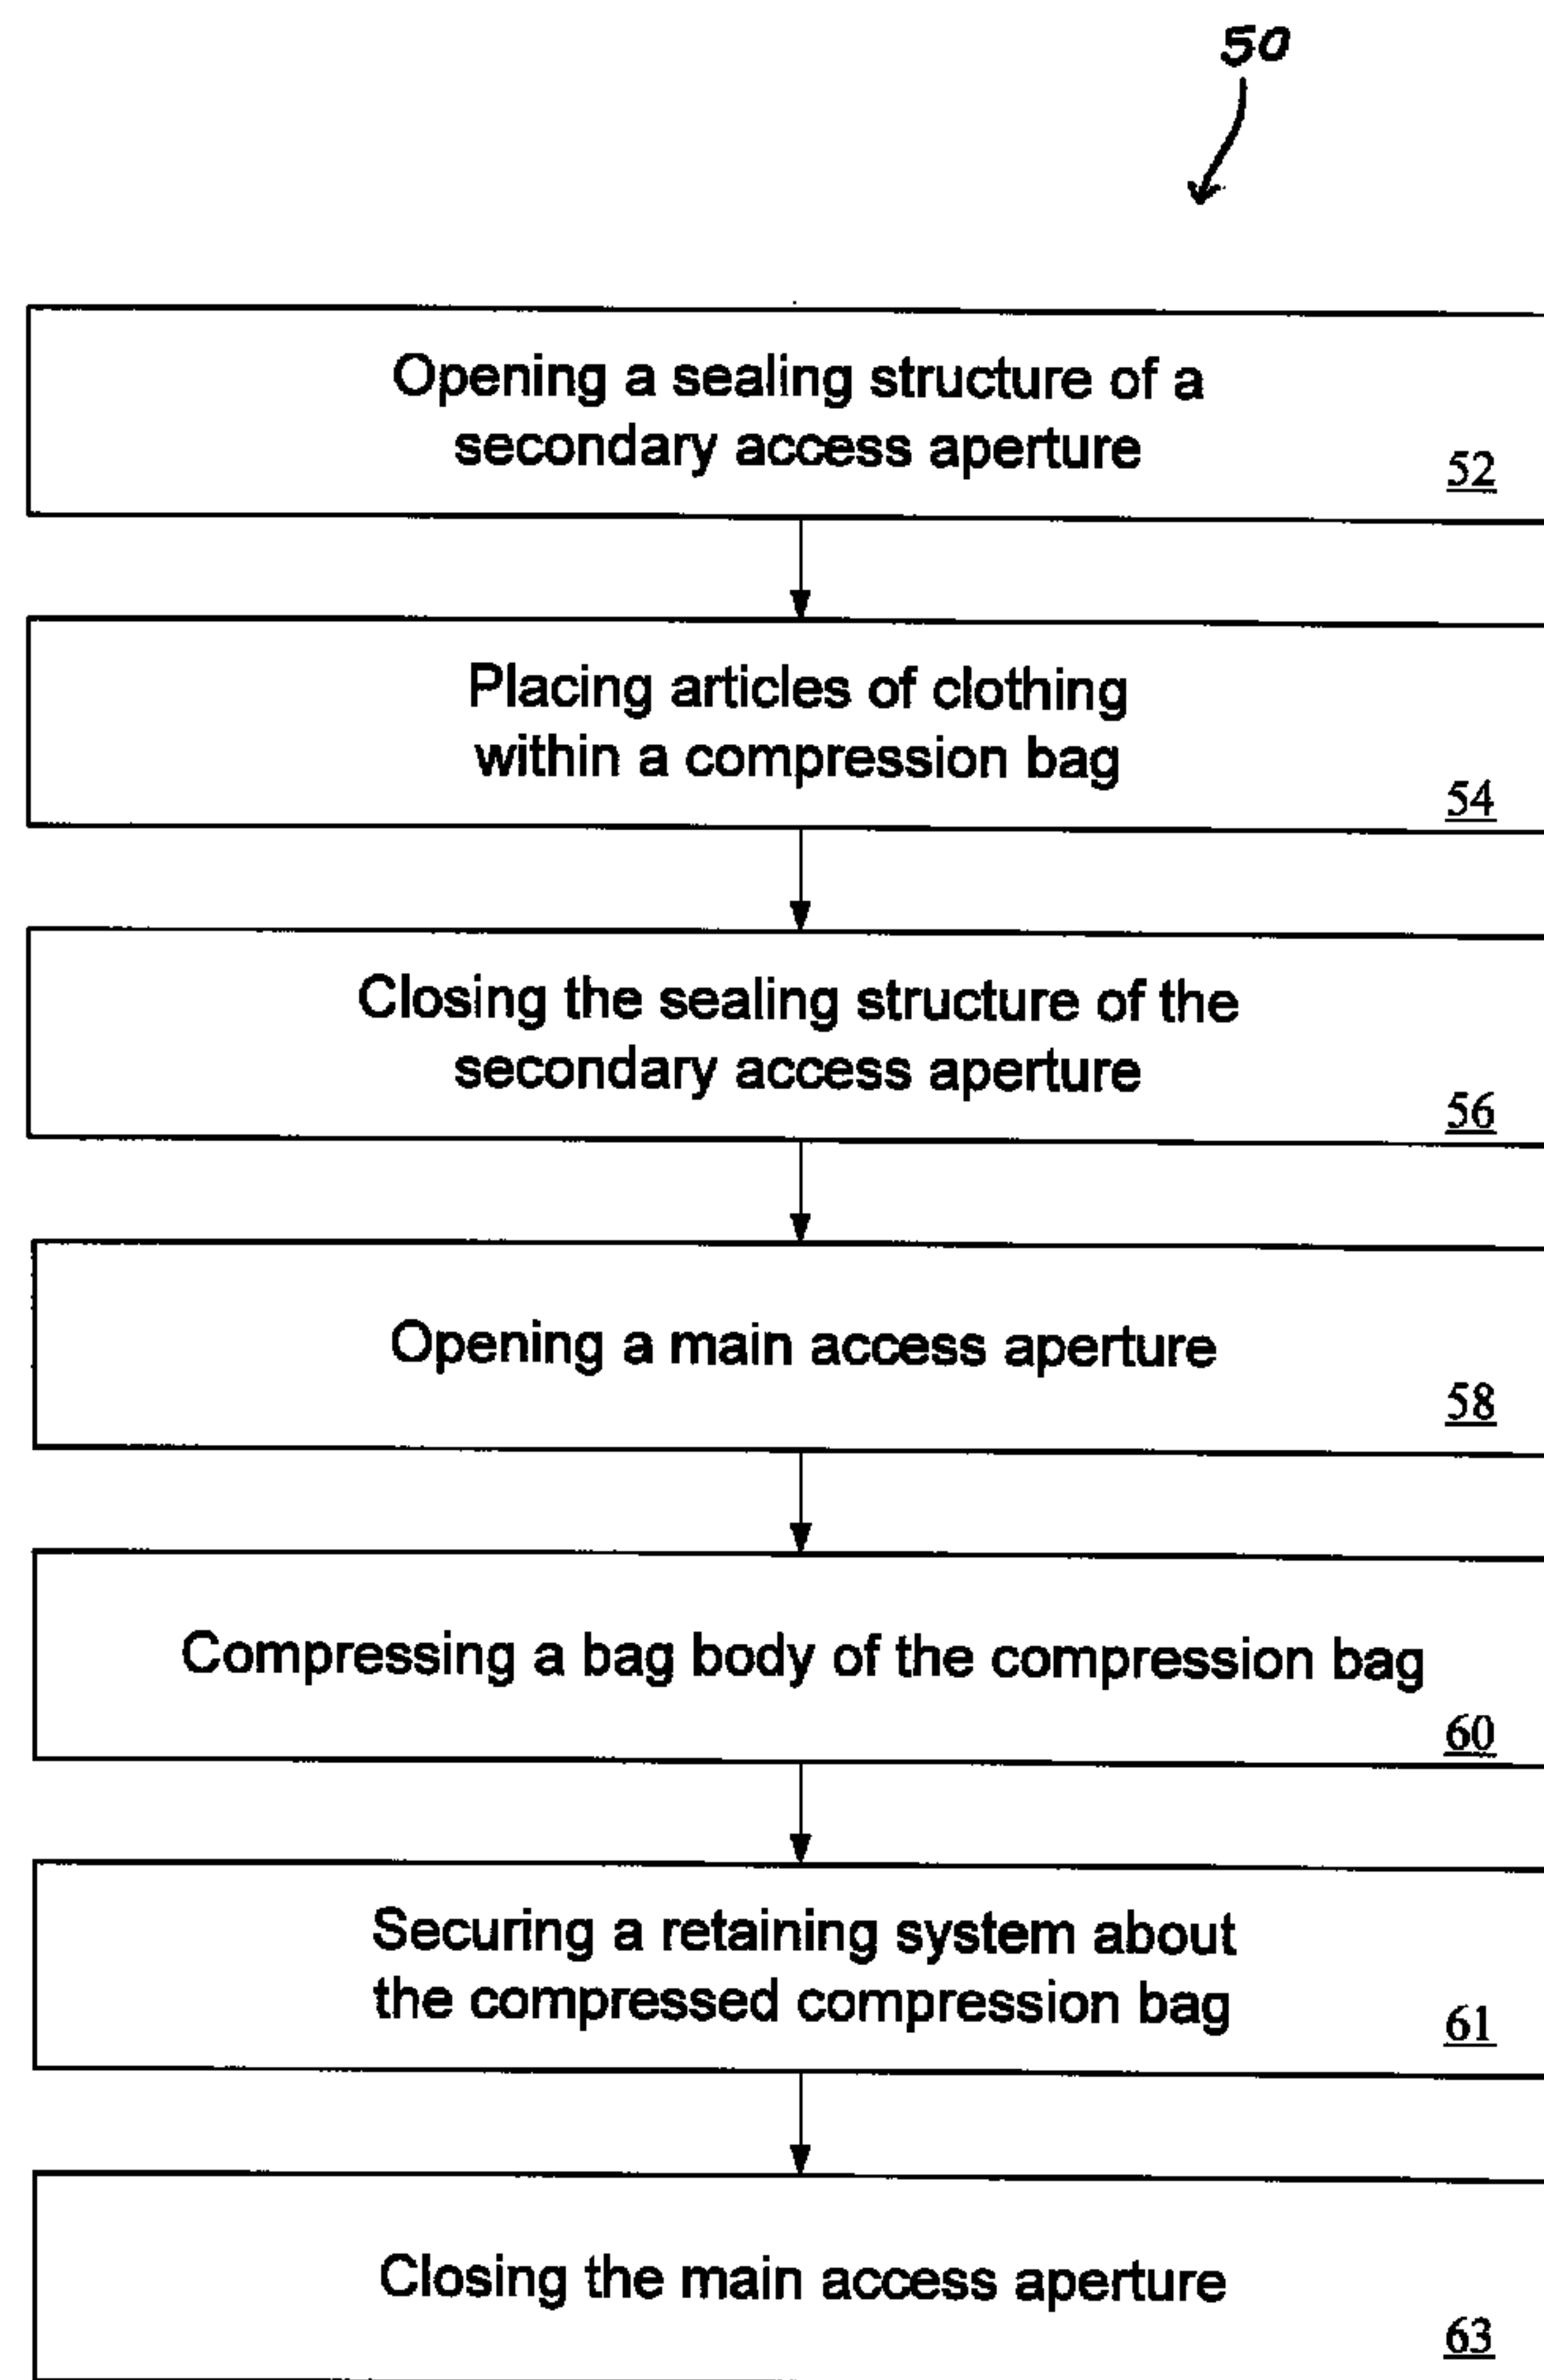 50
Opening a sealing structure of a
secondary access aperture
52
Placing articles of clothing
within a compression bag
54
Closing the sealing structure of the
secondary access aperture
56
Opening a main access aperture
58
Compressing a bag body of the compression bag
60
Securing a retaining system about
the compressed compression bag
61
Closing the main access aperture
63